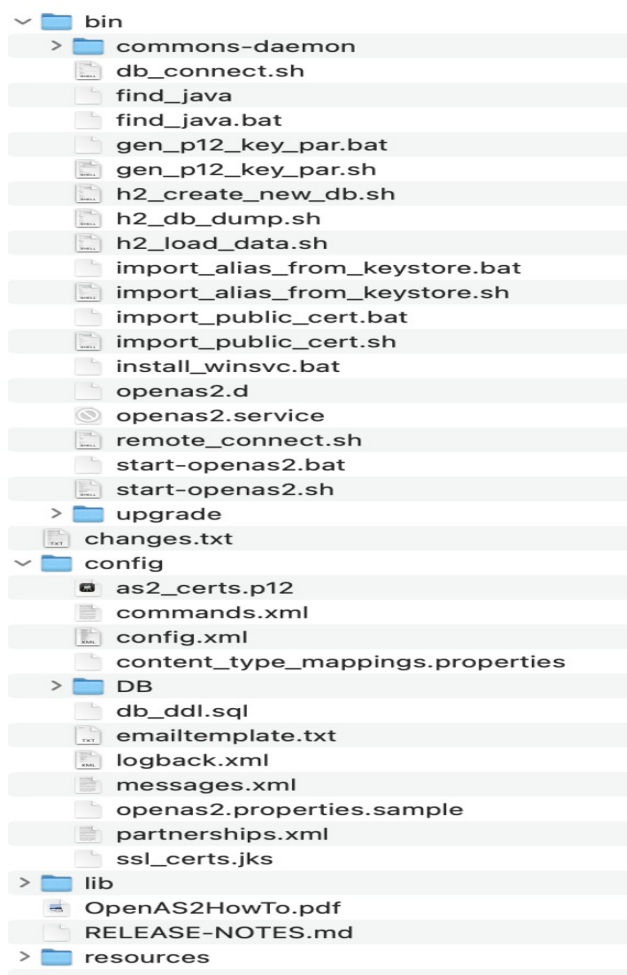 bin
commons-daemon
db_connect.sh
find_java
find_java.bat
gen_p12_key_par.bat
gen_p12_key_par.sh
h2_create_new_db.sh
h2_db_dump.sh
h2_load_data.sh
import_alias_from_keystore.bat
import_alias_from_keystore.sh
import_public_cert.bat
import_public_cert.sh
install_winsvc.bat
openas2.d
openas2.service
remote_connect.sh
start-openas2.bat
start-openas2.sh
upgrade
changes.txt
config
as2_certs.p12
commands.xml
config.xml
content_type_mappings.properties
DB
db_ddl.sql
emailtemplate.txt
logback.xml
messages.xml
openas2.properties.sample
partnerships.xml
ssl_certs.jks
lib
OpenAS2HowTo.pdf
RELEASE-NOTES.md
resources